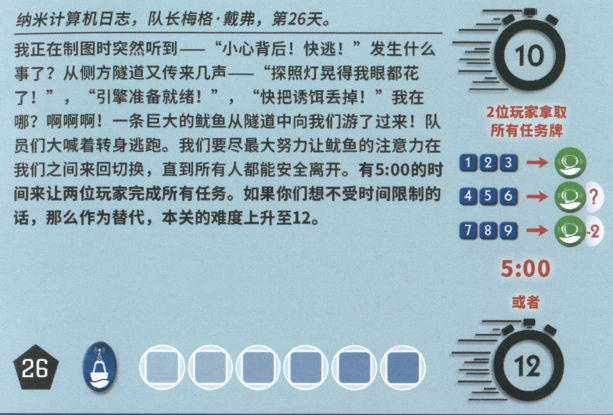 纳米计算机日志，队长梅格·戴弗，第26天。
我正在制图时突然听到——“小心背后！快逃！”发生什么
事了？从侧方隧道又传来几声——“探照灯晃得我眼都花
了！”，“引擎准备就绪！”，“快把诱饵丢掉！”我在
哪？啊啊啊！一条巨大的鱿鱼从隧道中向我们游了过来！队
员们大喊着转身逃跑。我们要尽最大努力让鱿鱼的注意力在
我们之间来回切换，直到所有人都能安全离开。有5:00的时
间来让两位玩家完成所有任务。如果你们想不受时间限制的
话，那么作为替代，本关的难度上升至12。
26
10
2位玩家拿取
所有任务牌
1 2 3
4 5 6 ?
7 8 9 -2
5:00
或者
12